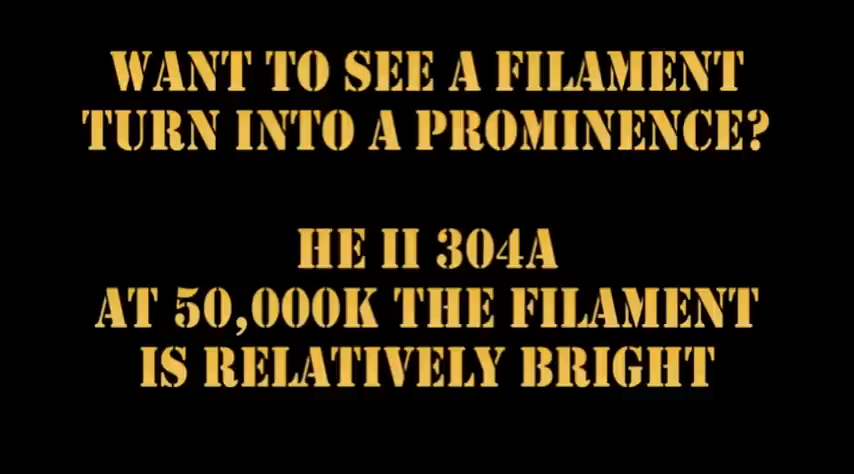 WANT TO SEE A FILAMENT
TURN INTO A PROMINENCE?
HE II 304A
AT 50,000K THE FILAMENT
IS RELATIVELY BRIGHT